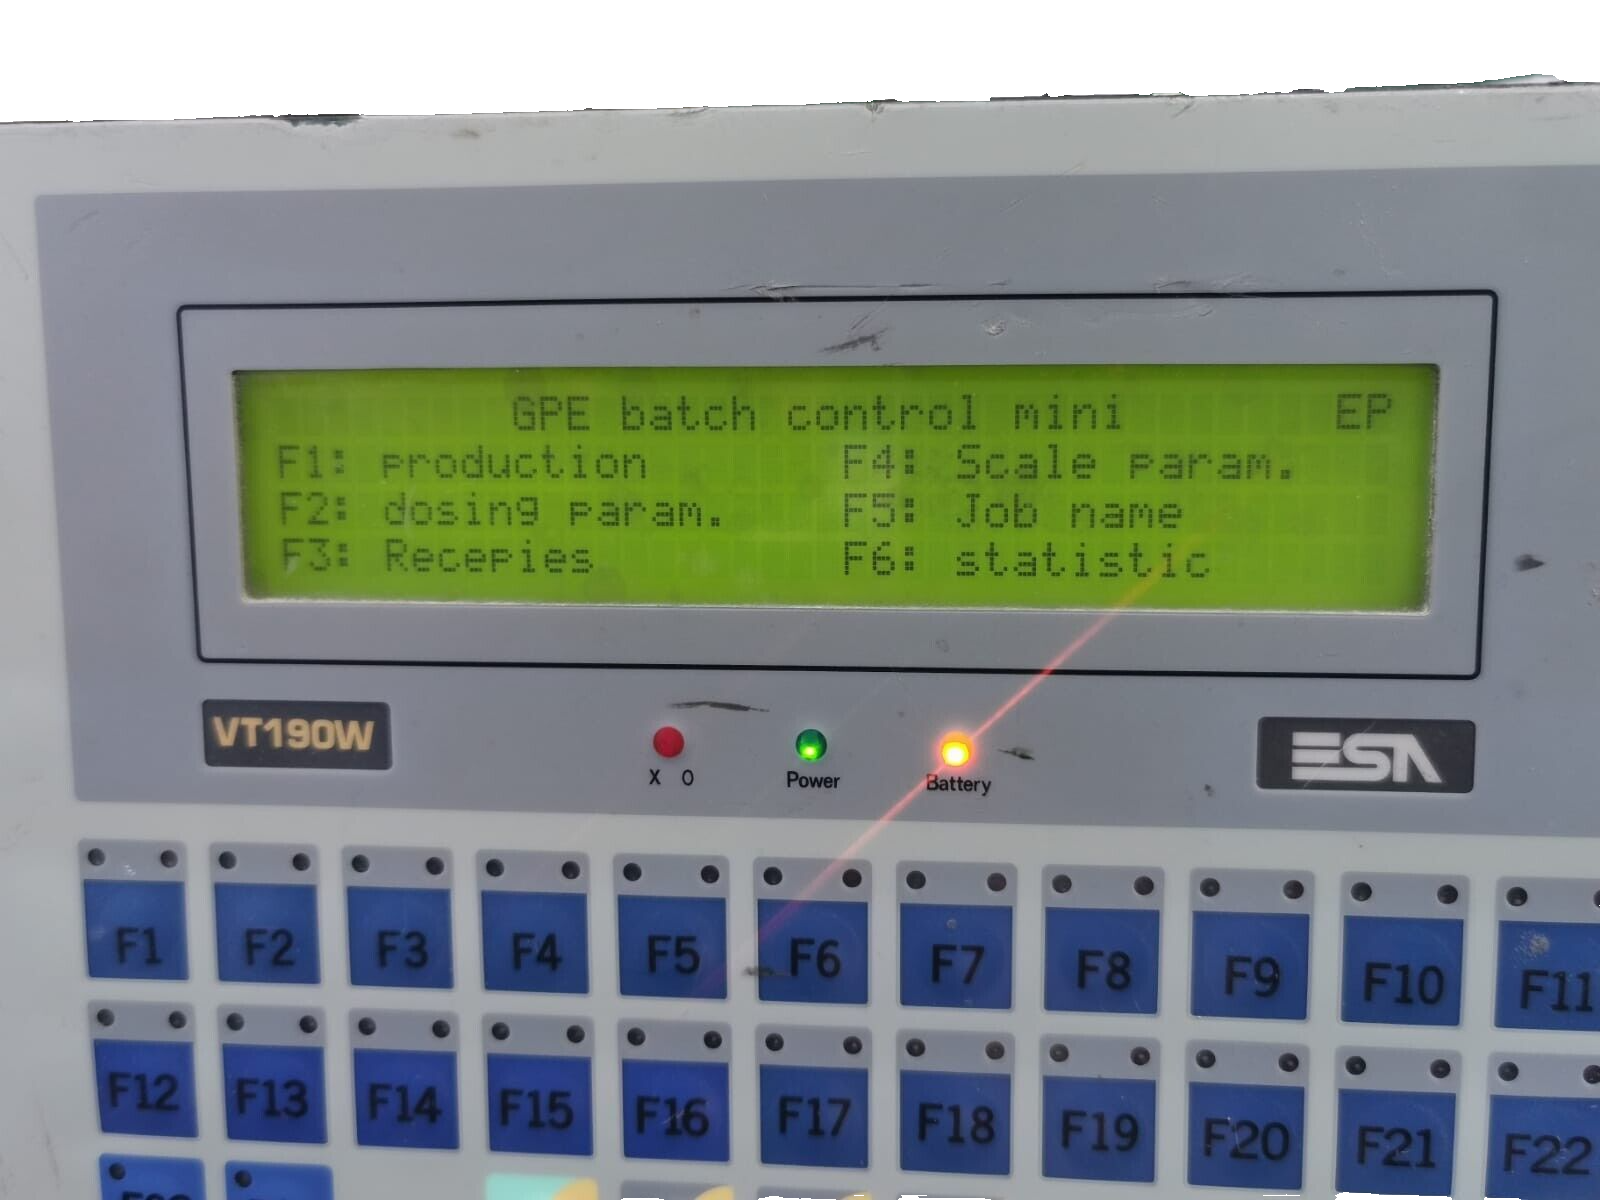 GPE batch control mini EP
F1: production F4: Scale param.
F2: dosing param. F5: Job name
F3: Recepies F6: statistic
VT190W
X O
Power
Battery
ESA
F1 F2 F3 F4 F5 F6 F7 F8 F9 F10 F11
F12 F13 F14 F15 F16 F17 F18 F19 F20 F21 F22